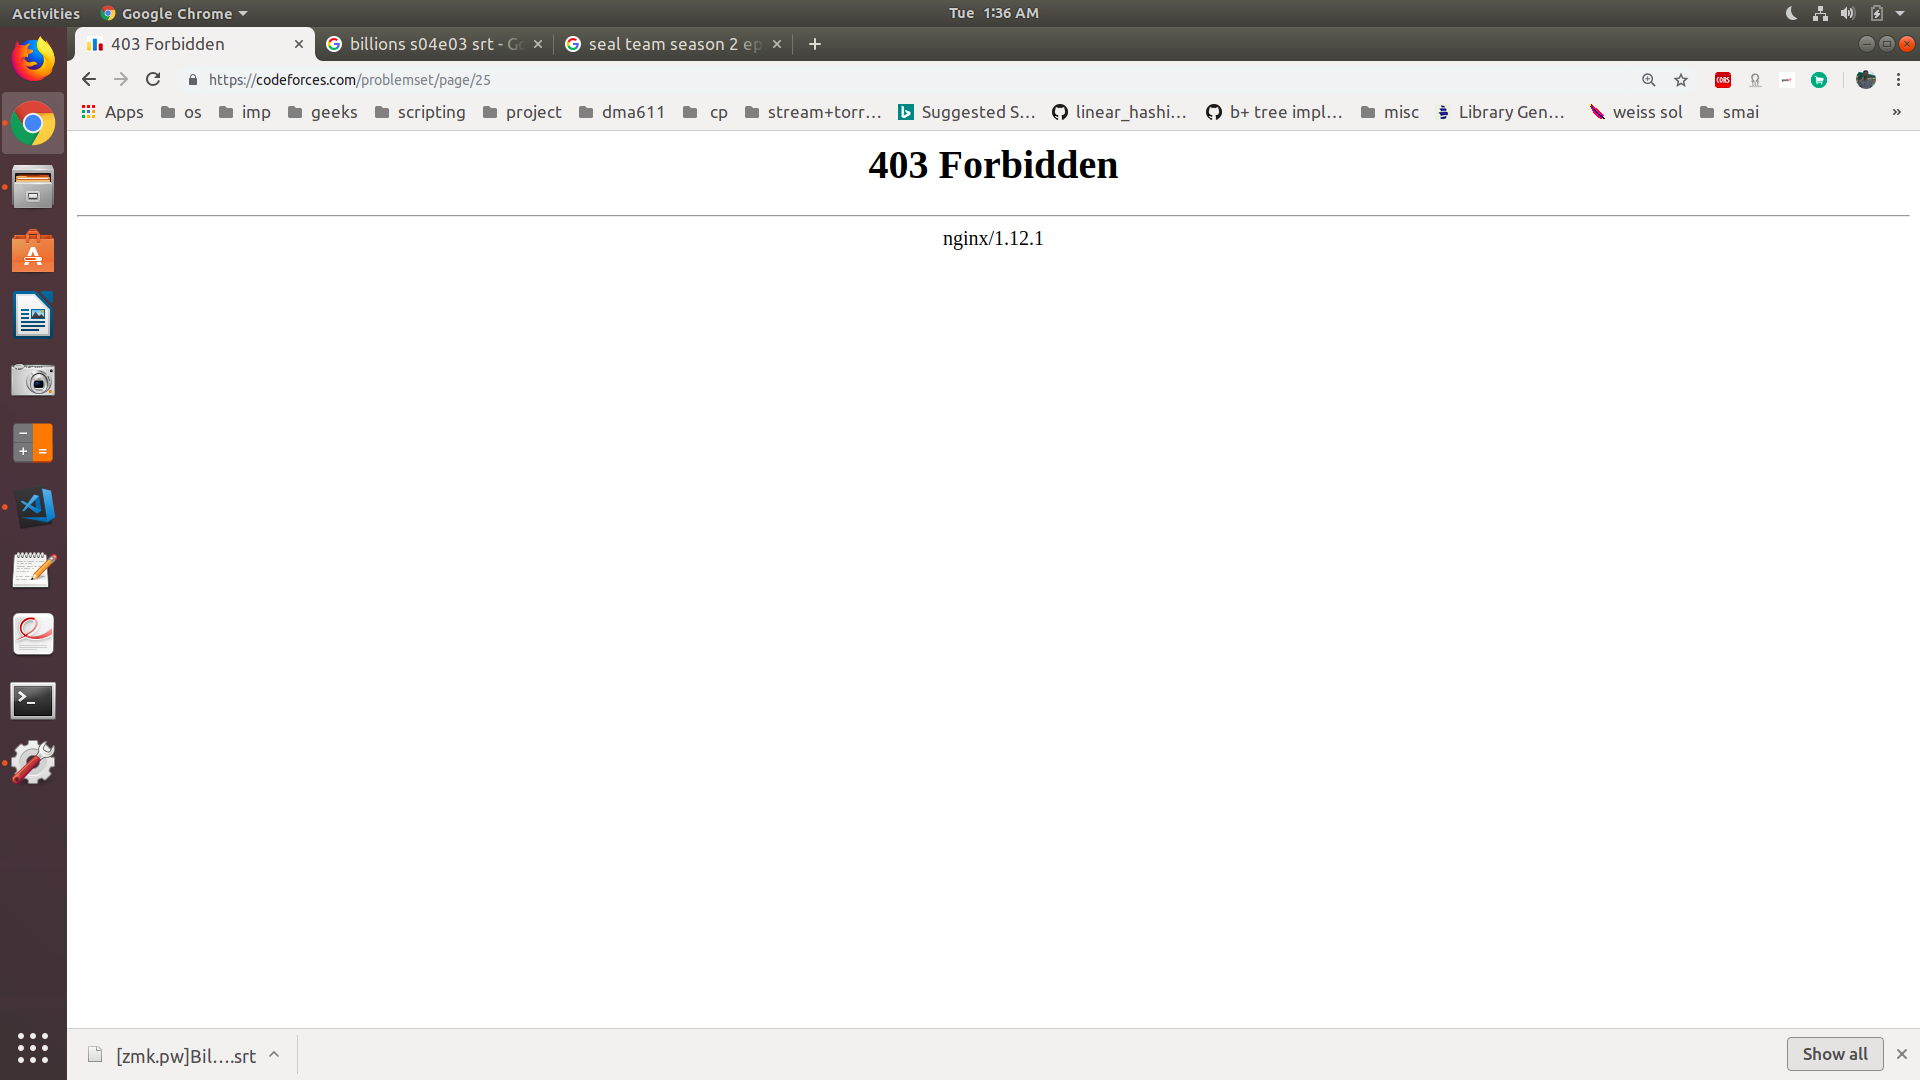 Activities Google Chrome Tue 1:36 AM
403 Forbidden billions s04e03 srt - Go seal team season 2 ep
https://codeforces.com/problemset/page/25 CORS
Apps os imp geeks scripting project dma611 cp stream+torr… Suggested S… linear_hashi… b+ tree impl… misc Library Gen… weiss sol smai »
403 Forbidden
nginx/1.12.1
[zmk.pw]Bil….srt Show all